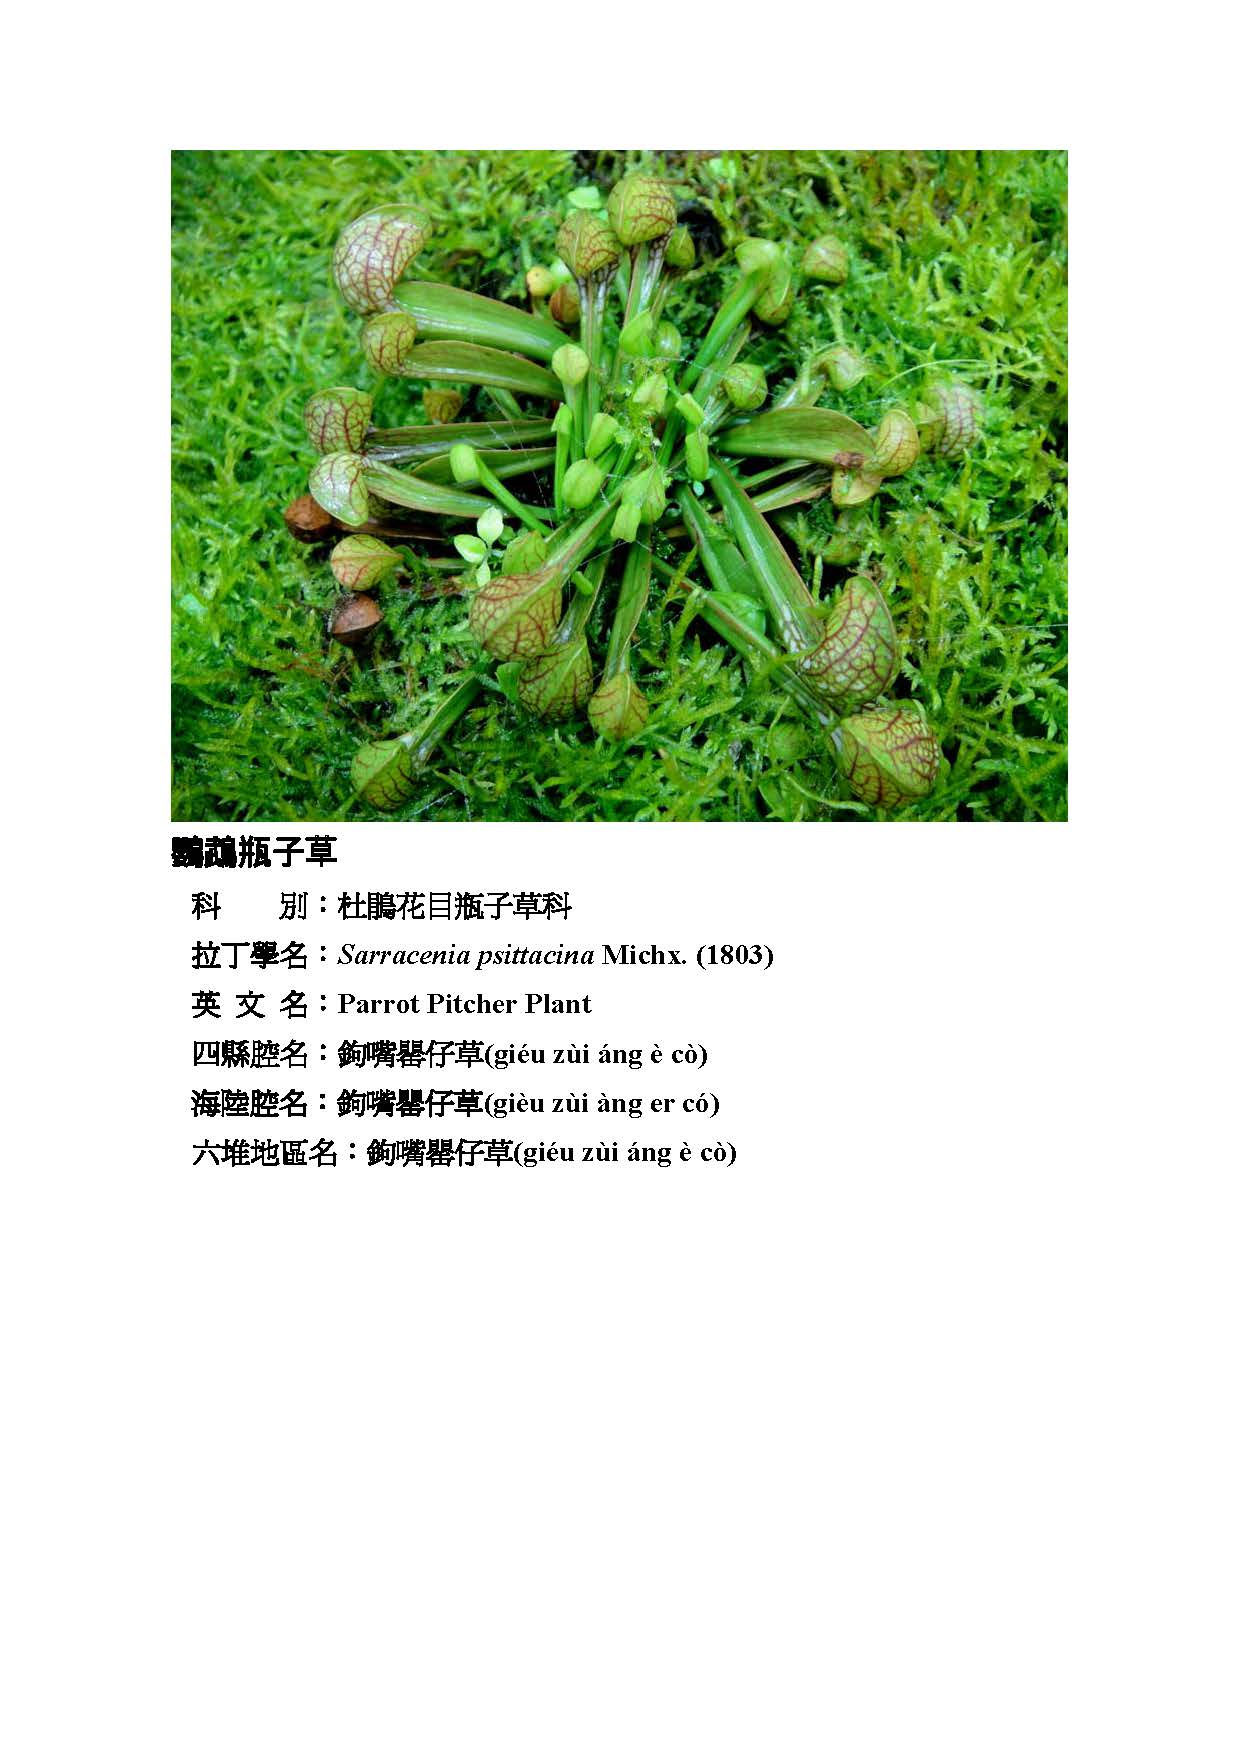 鸚鵡瓶子草
科　　別：杜鵑花目瓶子草科
拉丁學名：Sarracenia psittacina Michx. (1803)
英 文 名：Parrot Pitcher Plant
四縣腔名：鉤嘴罌仔草(giéu zùi áng è cò)
海陸腔名：鉤嘴罌仔草(gièu zùi àng er có)
六堆地區名：鉤嘴罌仔草(giéu zùi áng è cò)